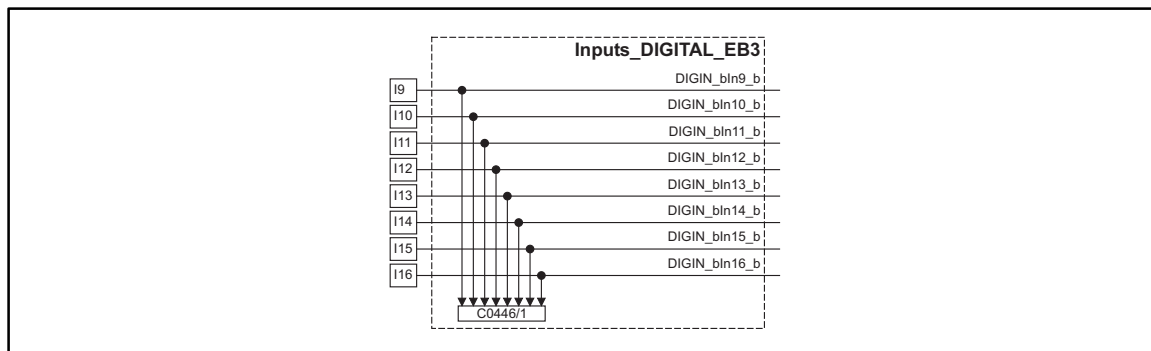 Inputs_DIGITAL_EB3
I9 DIGIN_bIn9_b
I10 DIGIN_bIn10_b
I11 DIGIN_bIn11_b
I12 DIGIN_bIn12_b
I13 DIGIN_bIn13_b
I14 DIGIN_bIn14_b
I15 DIGIN_bIn15_b
I16 DIGIN_bIn16_b
C0446/1